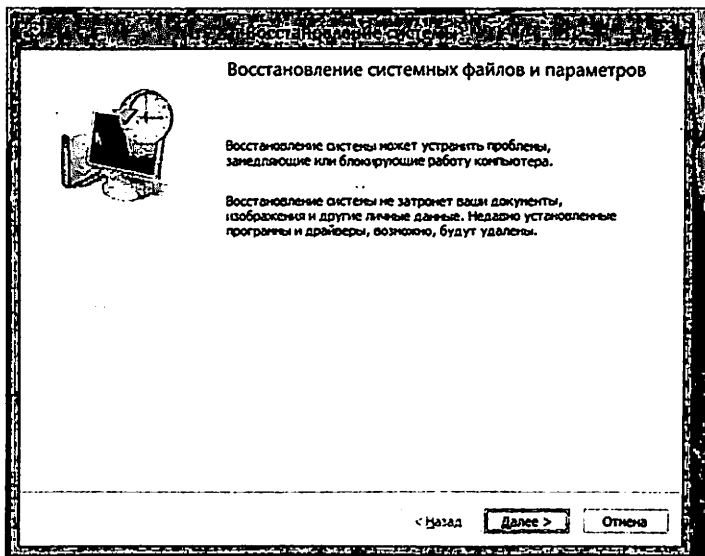 Восстановление системы
Восстановление системных файлов и параметров
Восстановление системы может устранить проблемы,
замедляющие или блокирующие работу компьютера.
Восстановление системы не затронет ваши документы,
изображения и другие личные данные. Недавно установленные
программы и драйверы, возможно, будут удалены.
< Назад
Далее >
Отмена